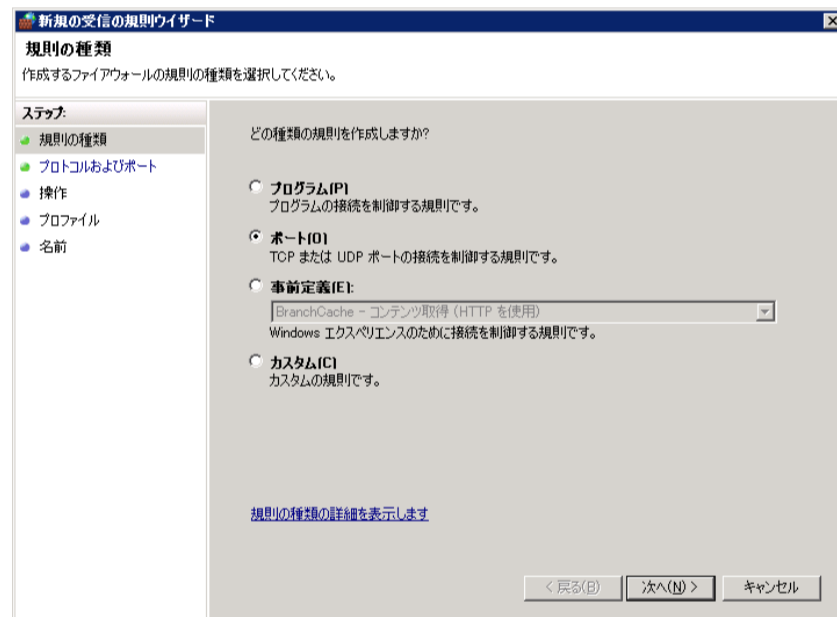 新規の受信の規則ウィザード
規則の種類
作成するファイアウォールの規則の種類を選択してください。
ステップ:
規則の種類
プロトコルおよびポート
操作
プロファイル
名前
どの種類の規則を作成しますか?
プログラム(P)
プログラムの接続を制御する規則です。
ポート(O)
TCP または UDP ポートの接続を制御する規則です。
事前定義(E):
BranchCache - コンテンツ取得 (HTTP を使用)
Windows エクスペリエンスのために接続を制御する規則です。
カスタム(C)
カスタムの規則です。
規則の種類の詳細を表示します
< 戻る(B) 次へ(N) > キャンセル